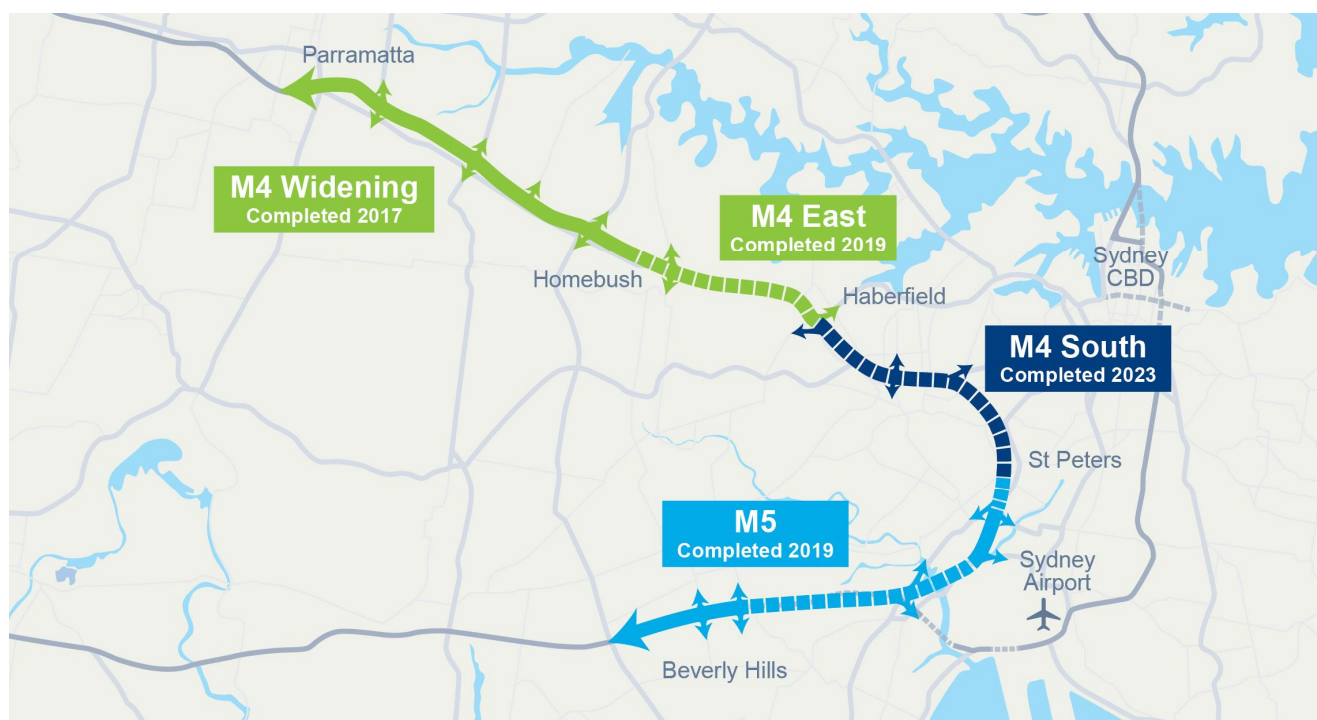 Parramatta
M4 Widening
Completed 2017
M4 East
Completed 2019
Sydney
CBD
Homebush
Haberfield
M4 South
Completed 2023
St Peters
M5
Completed 2019
Sydney
Airport
Beverly Hills